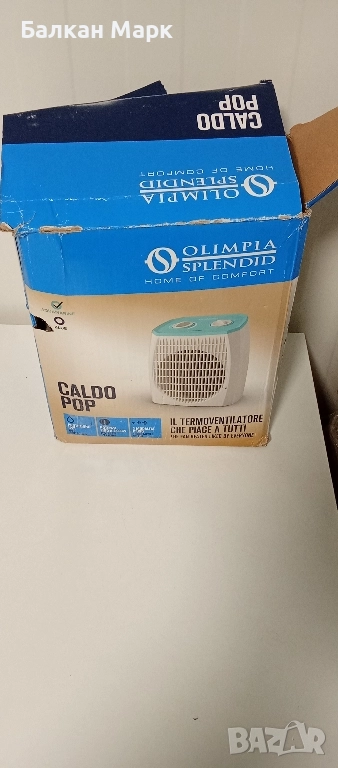 Балкан Марк
CALDO
POP
OLIMPIA
SPLENDID
HOME OF COMFORT
OLIMPIA
SPLENDID
HOME OF COMFORT
CALDO
POP
IL TERMOVENTILATORE
CHE PIACE A TUTTI
BAZAR